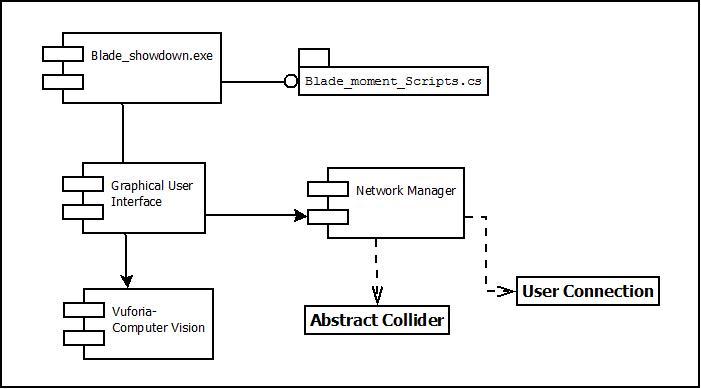 Blade_showdown.exe
Blade_moment_Scripts.cs
Graphical User
Interface
Network Manager
Vuforia-
Computer Vision
Abstract Collider
User Connection